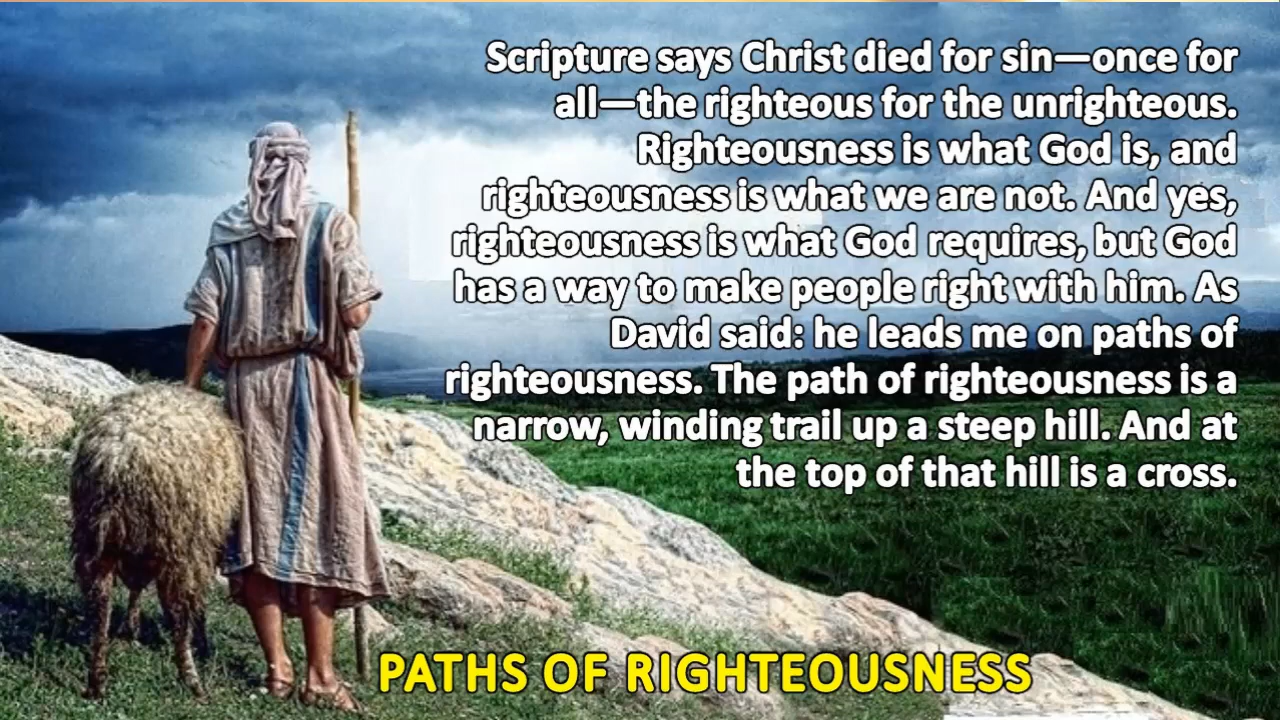 Scripture says Christ died for sin—once for
all—the righteous for the unrighteous.
Righteousness is what God is, and
righteousness is what we are not. And yes,
righteousness is what God requires, but God
has a way to make people right with him. As
David said: he leads me on paths of
righteousness. The path of righteousness is a
narrow, winding trail up a steep hill. And at
the top of that hill is a cross.
PATHS OF RIGHTEOUSNESS